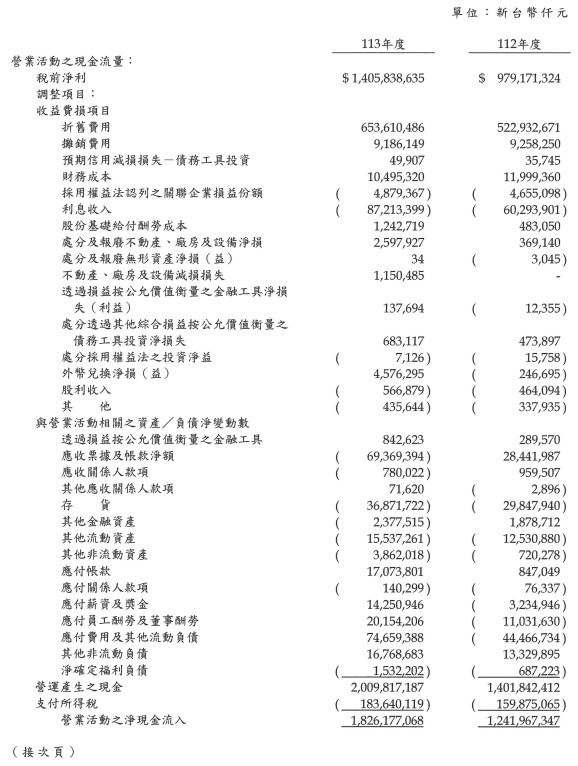 單位：新台幣仟元
113年度 112年度
營業活動之現金流量：
稅前淨利 $ 1,405,838,635 $ 979,171,324
調整項目：
收益費損項目
折舊費用 653,610,486 522,932,671
攤銷費用 9,186,149 9,258,250
預期信用減損損失－債務工具投資 49,907 35,745
財務成本 10,495,320 11,999,360
採用權益法認列之關聯企業損益份額 ( 4,879,367 ) ( 4,655,098 )
利息收入 ( 87,213,399 ) ( 60,293,901 )
股份基礎給付酬勞成本 1,242,719 483,050
處分及報廢不動產、廠房及設備淨損 2,597,927 369,140
處分及報廢無形資產淨損（益） 34 ( 3,045 )
不動產、廠房及設備減損損失 1,150,485 -
透過損益按公允價值衡量之金融工具淨損
失（利益） 137,694 ( 12,355 )
處分透過其他綜合損益按公允價值衡量之
債務工具投資淨損失 683,117 473,897
處分採用權益法之投資淨益 ( 7,126 ) ( 15,758 )
外幣兌換淨損（益） 4,576,295 ( 246,695 )
股利收入 ( 566,879 ) ( 464,094 )
其　　他 ( 435,644 ) ( 337,935 )
與營業活動相關之資產／負債淨變動數
透過損益按公允價值衡量之金融工具 842,623 289,570
應收票據及帳款淨額 ( 69,369,394 ) 28,441,987
應收關係人款項 ( 780,022 ) 959,507
其他應收關係人款項 71,620 ( 2,896 )
存　　貨 ( 36,871,722 ) ( 29,847,940 )
其他金融資產 ( 2,377,515 ) 1,878,712
其他流動資產 ( 15,537,261 ) ( 12,530,880 )
其他非流動資產 ( 3,862,018 ) ( 720,278 )
應付帳款 17,073,801 847,049
應付關係人款項 ( 140,299 ) ( 76,337 )
應付薪資及獎金 14,250,946 ( 3,234,946 )
應付員工酬勞及董事酬勞 20,154,206 ( 11,031,630 )
應付費用及其他流動負債 74,659,388 ( 44,466,734 )
其他非流動負債 16,768,683 13,329,895
淨確定福利負債 ( 1,532,202 ) ( 687,223 )
營運產生之現金 2,009,817,187 1,401,842,412
支付所得稅 ( 183,640,119 ) ( 159,875,065 )
營業活動之淨現金流入 1,826,177,068 1,241,967,347
（接次頁）